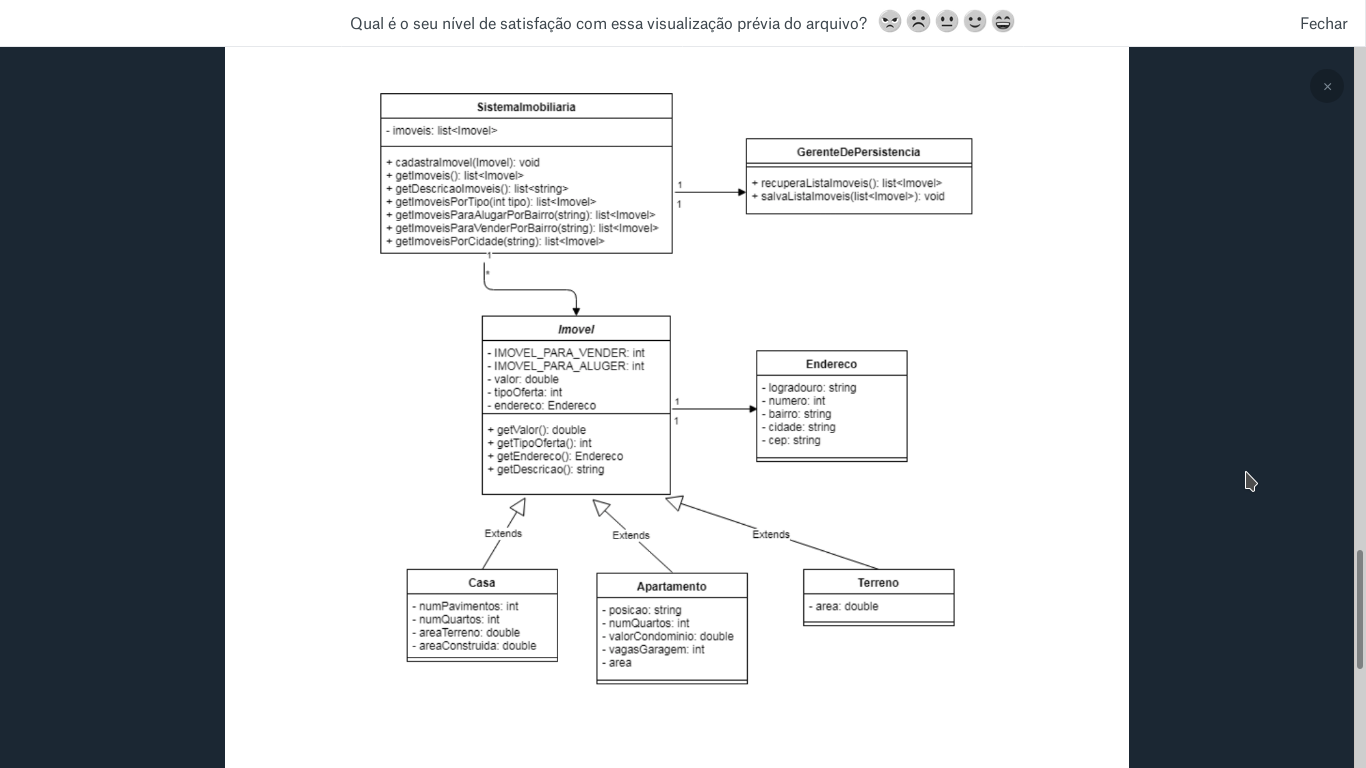 Qual é o seu nível de satisfação com essa visualização prévia do arquivo?
Fechar
×
SistemaImobiliaria
- imoveis: list<Imovel>
+ cadastraImovel(Imovel): void
+ getImoveis(): list<Imovel>
+ getDescricaoImoveis(): list<string>
+ getImoveisPorTipo(int tipo): list<Imovel>
+ getImoveisParaAlugarPorBairro(string): list<Imovel>
+ getImoveisParaVenderPorBairro(string): list<Imovel>
+ getImoveisPorCidade(string): list<Imovel>
1
1
GerenteDePersistencia
+ recuperaListaImoveis(): list<Imovel>
+ salvaListaImoveis(list<Imovel>): void
1
*
Imovel
- IMOVEL_PARA_VENDER: int
- IMOVEL_PARA_ALUGER: int
- valor: double
- tipoOferta: int
- endereco: Endereco
+ getValor(): double
+ getTipoOferta(): int
+ getEndereco(): Endereco
+ getDescricao(): string
1
1
Endereco
- logradouro: string
- numero: int
- bairro: string
- cidade: string
- cep: string
Extends
Extends
Extends
Casa
- numPavimentos: int
- numQuartos: int
- areaTerreno: double
- areaConstruida: double
Apartamento
- posicao: string
- numQuartos: int
- valorCondominio: double
- vagasGaragem: int
- area
Terreno
- area: double